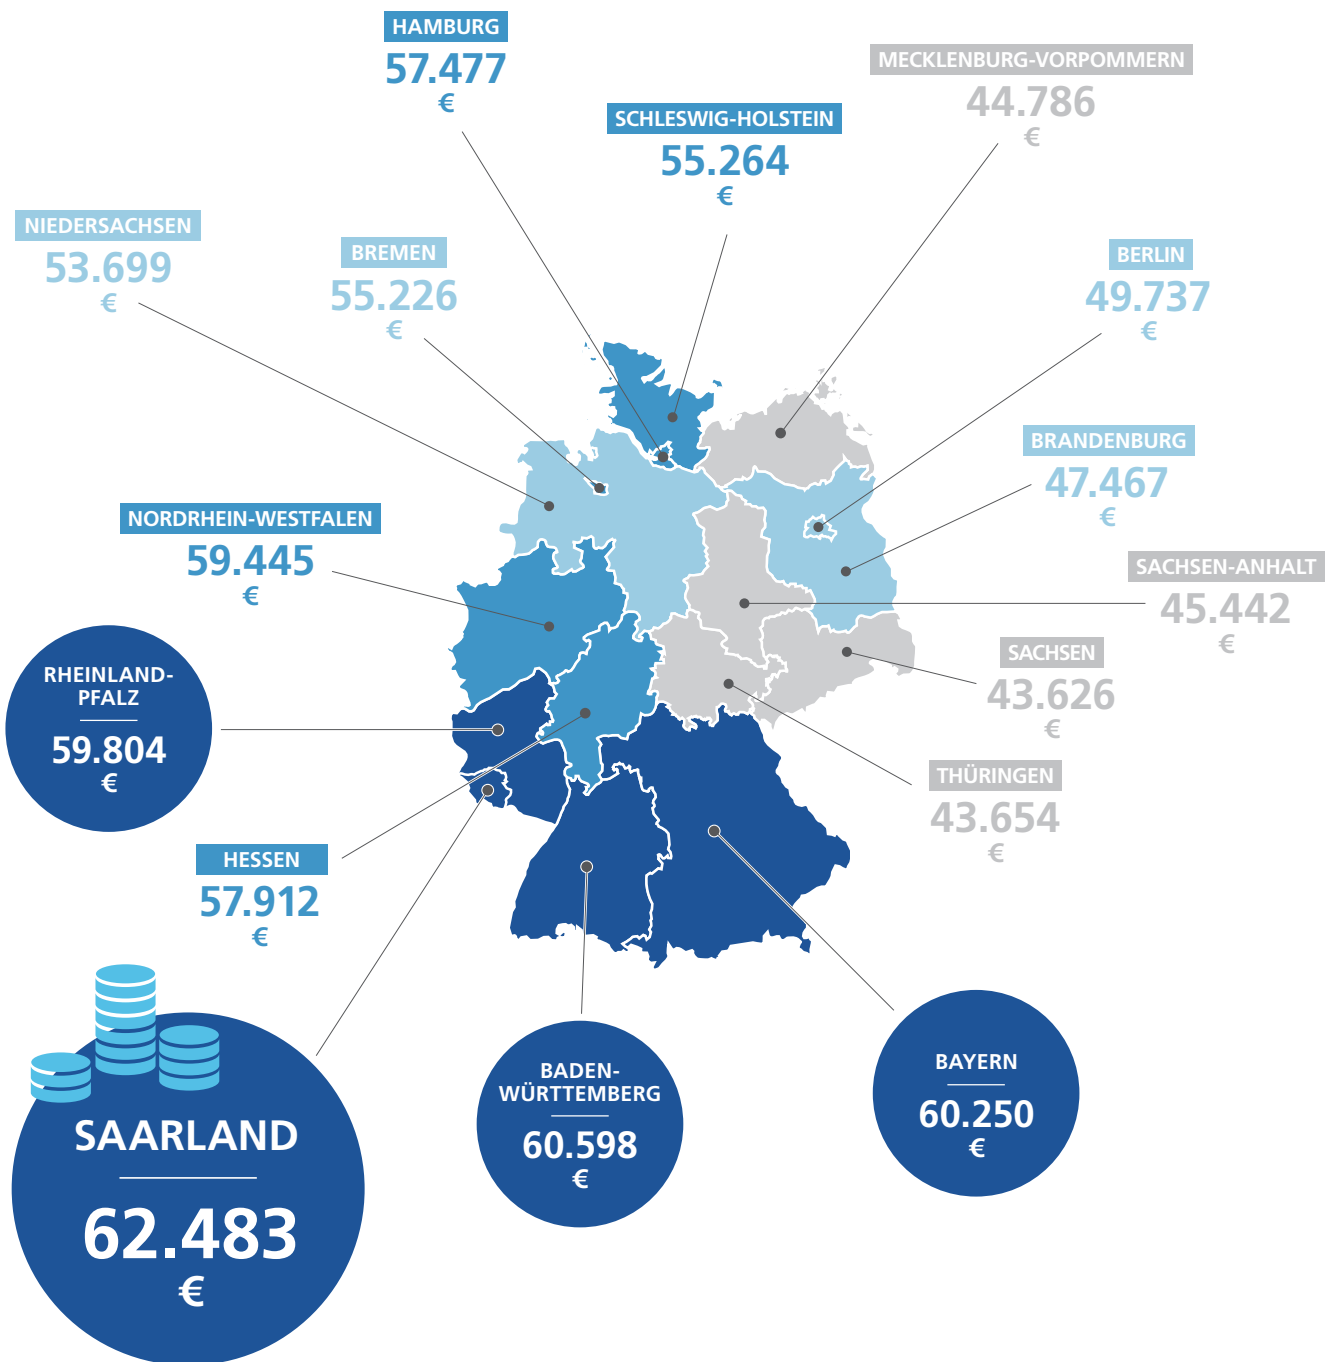 HAMBURG
57.477
€
MECKLENBURG-VORPOMMERN
44.786
€
SCHLESWIG-HOLSTEIN
55.264
€
NIEDERSACHSEN
53.699
€
BREMEN
55.226
€
BERLIN
49.737
€
BRANDENBURG
47.467
€
NORDRHEIN-WESTFALEN
59.445
€
SACHSEN-ANHALT
45.442
€
RHEINLAND-
PFALZ
59.804
€
SACHSEN
43.626
€
THÜRINGEN
43.654
€
HESSEN
57.912
€
SAARLAND
62.483
€
BADEN-
WÜRTTEMBERG
60.598
€
BAYERN
60.250
€